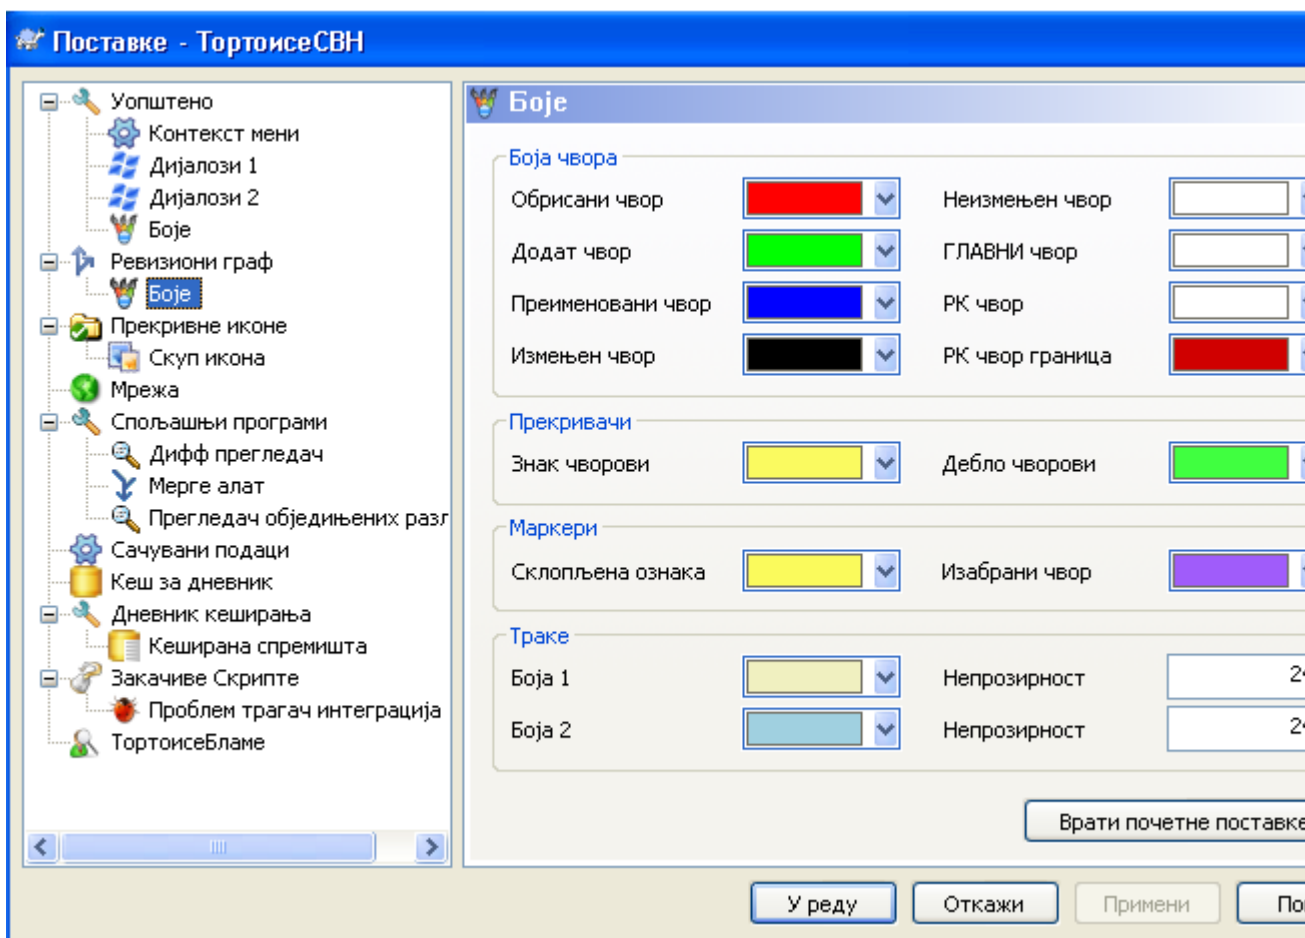 Поставке - ТортоисеСВН
Уопштено
Контекст мени
Дијалози 1
Дијалози 2
Боје
Ревизиони граф
Боје
Прекривне иконе
Скуп икона
Мрежа
Спољашњи програми
Дифф прегледач
Мерге алат
Прегледач обједињених разл
Сачувани подаци
Кеш за дневник
Дневник кеширања
Кеширана спремишта
Закачиве Скрипте
Проблем трагач интеграција
ТортоисеБламе
Боје
Боја чвора
Обрисани чвор Неизмењен чвор
Додат чвор ГЛАВНИ чвор
Преименовани чвор РК чвор
Измењен чвор РК чвор граница
Прекривачи
Знак чворови Дебло чворови
Маркери
Склопљена ознака Изабрани чвор
Траке
Боја 1 Непрозирност
Боја 2 Непрозирност
Врати почетне поставке
У реду Откажи Примени